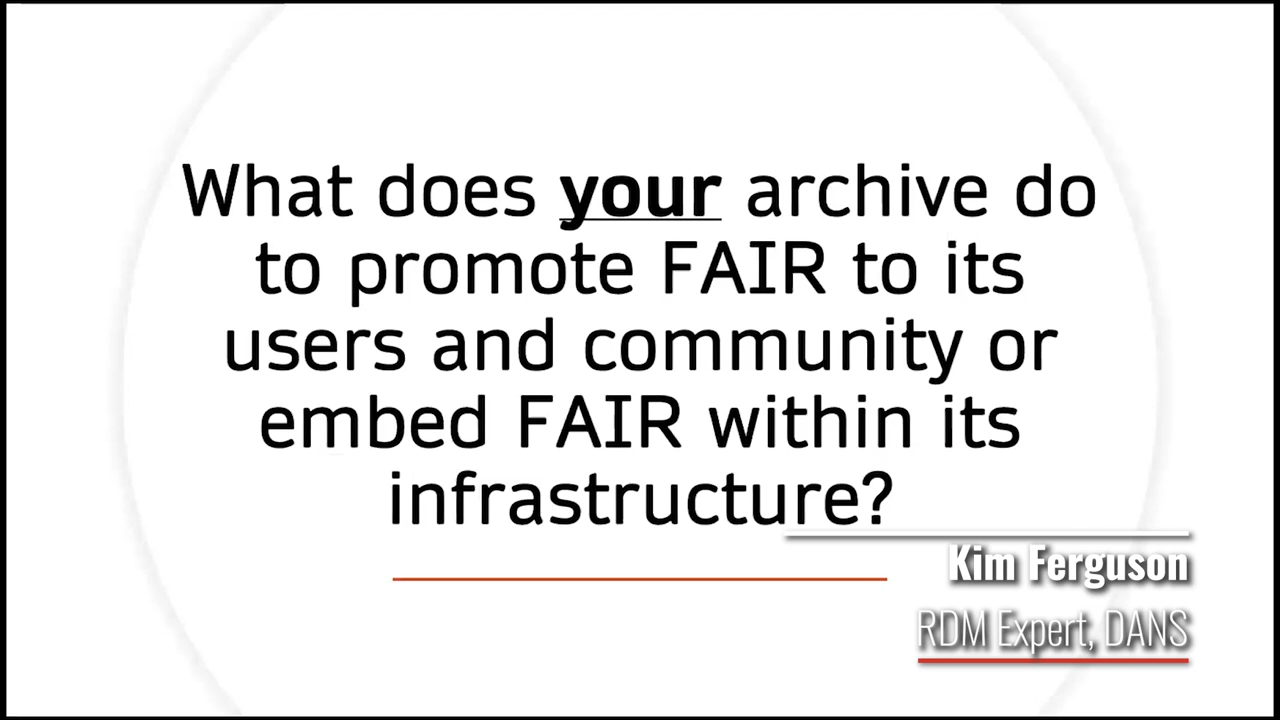 What does your archive do
to promote FAIR to its
users and community or
embed FAIR within its
infrastructure?
Kim Ferguson
RDM Expert, DANS